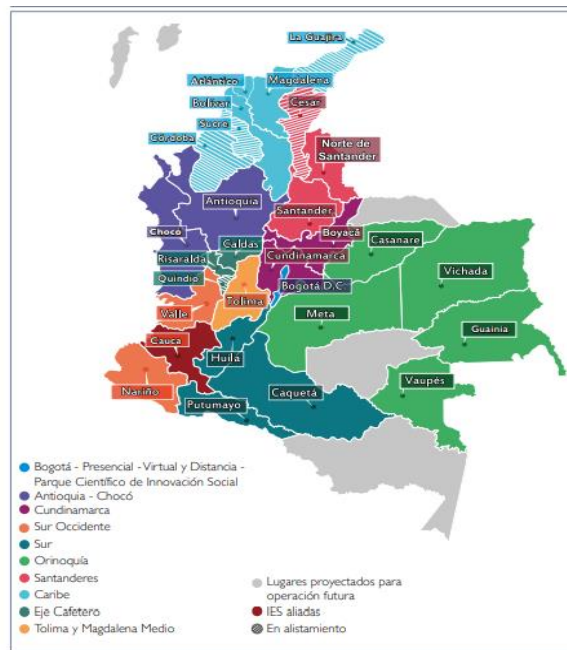 La Guajira
Atlántico
Magdalena
Bolívar
Cesar
Sucre
Córdoba
Norte de
Santander
Antioquia
Santander
Chocó
Boyacá
Caldas
Casanare
Risaralda
Cundinamarca
Vichada
Quindío
Bogotá D.C.
Tolima
Valle
Meta
Guainía
Cauca
Huila
Vaupés
Nariño
Caquetá
Putumayo
Bogotá - Presencial - Virtual y Distancia -
Parque Científico de Innovación Social
Antioquia - Chocó
Cundinamarca
Sur Occidente
Sur
Orinoquía
Santanderes
Caribe
Eje Cafetero
Tolima y Magdalena Medio
Lugares proyectados para
operación futura
IES aliadas
En alistamiento